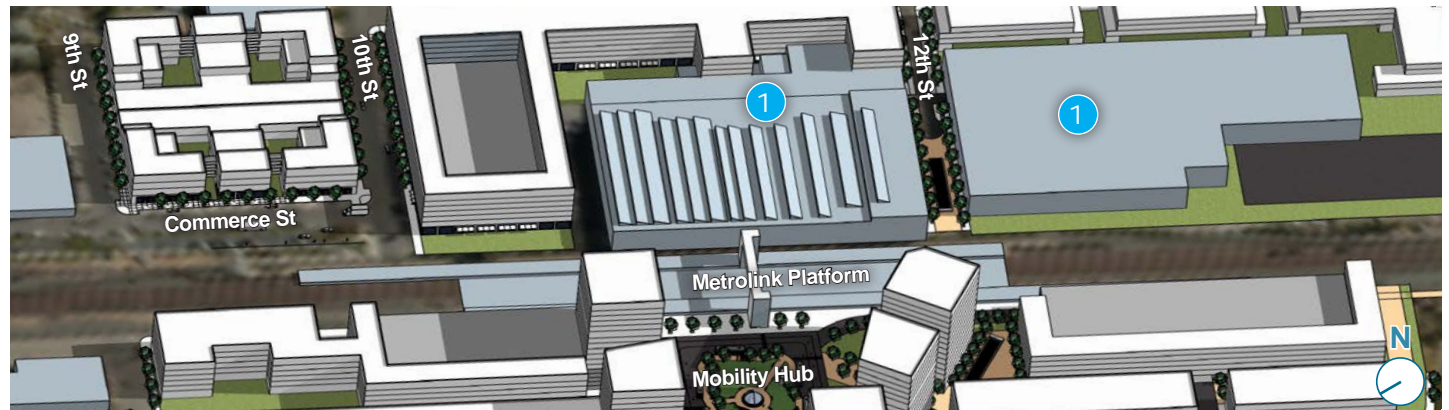 9th St
10th St
12th St
1
1
Commerce St
Metrolink Platform
Mobility Hub
N